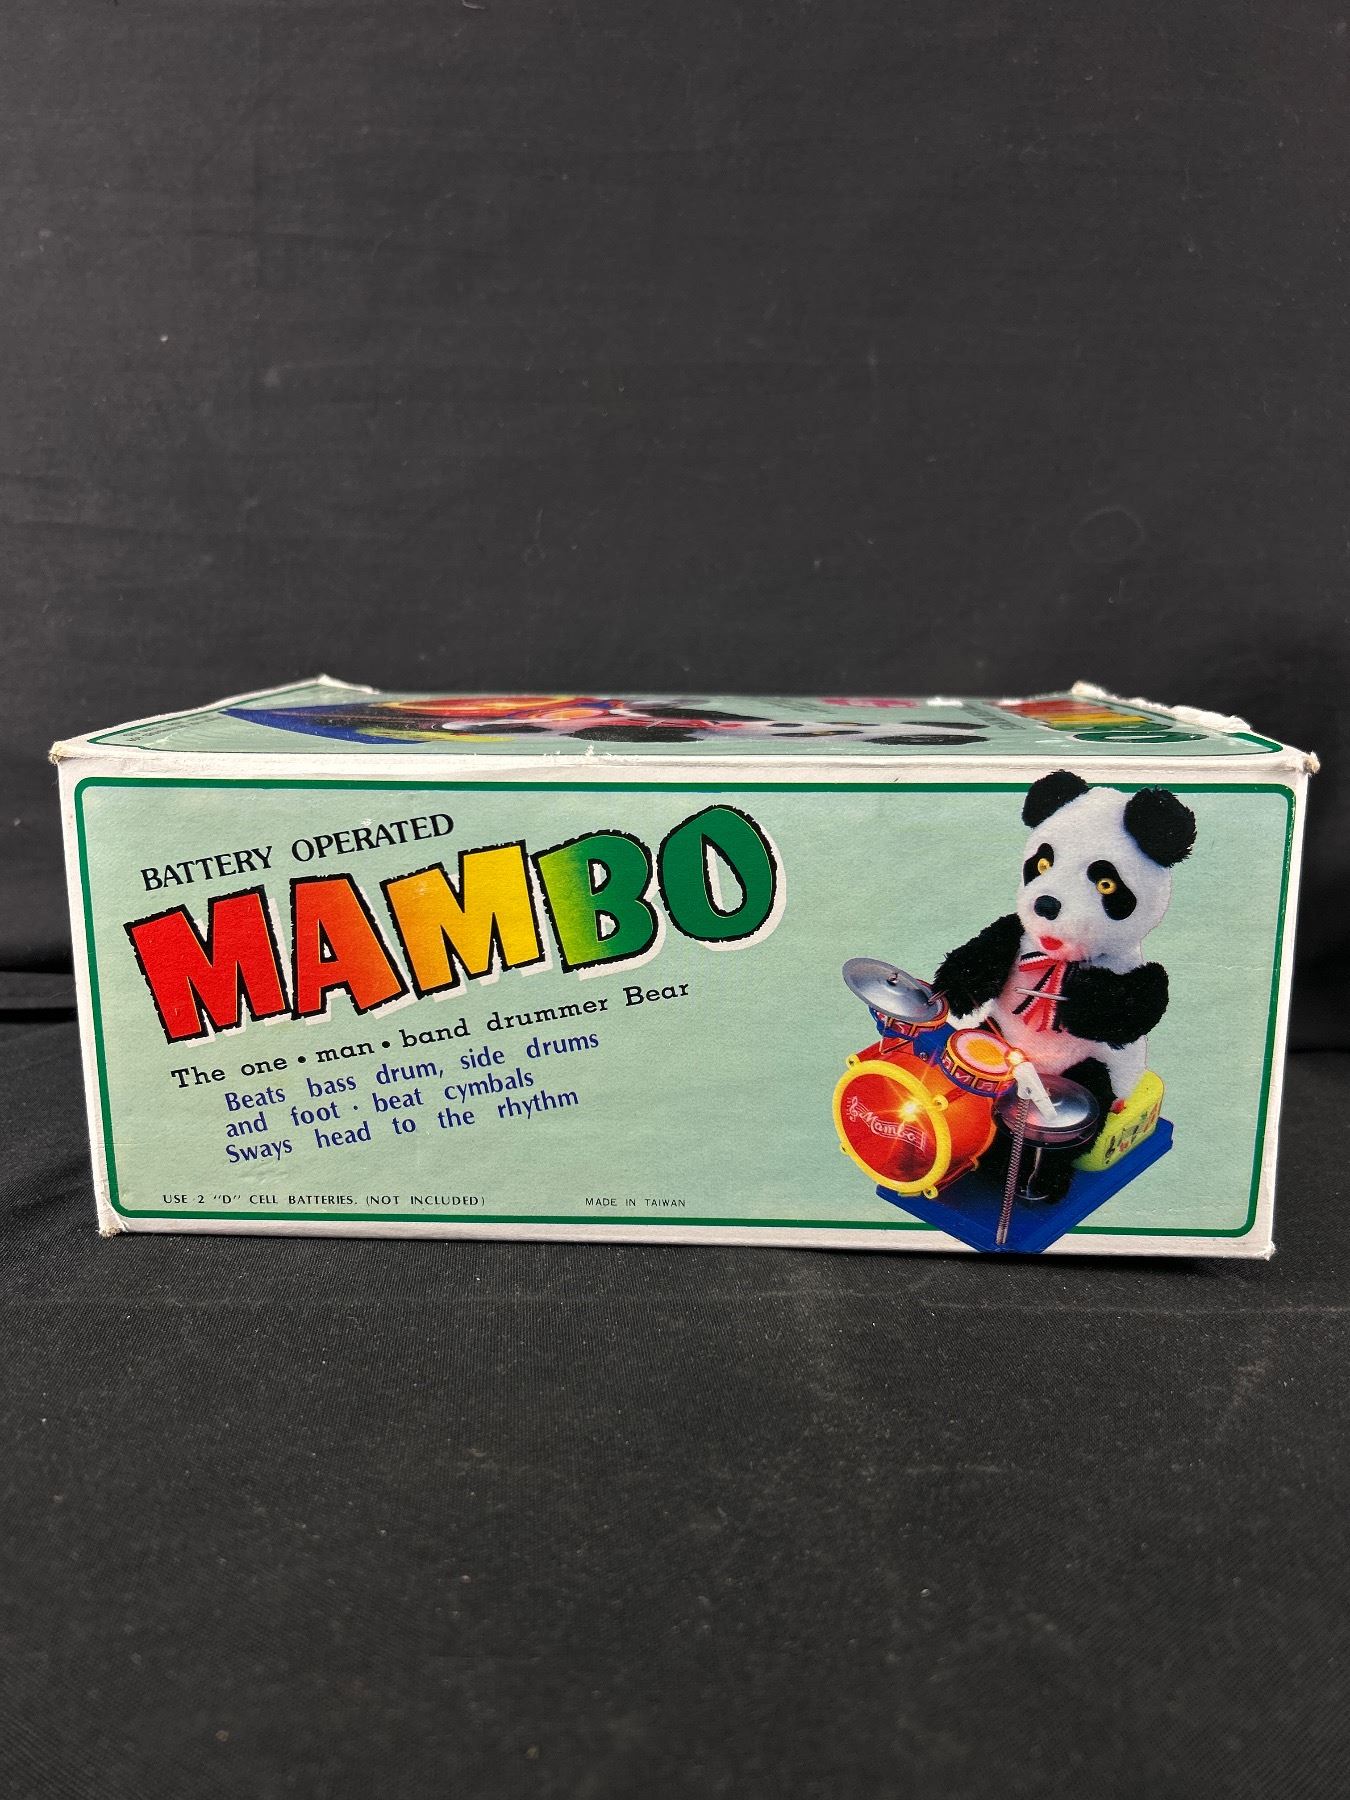 BATTERY OPERATED
MAMBO
The one • man • band drummer Bear
Beats bass drum, side drums
and foot · beat cymbals
Sways head to the rhythm
USE 2 "D" CELL BATTERIES. (NOT INCLUDED)
MADE IN TAIWAN
Mambo